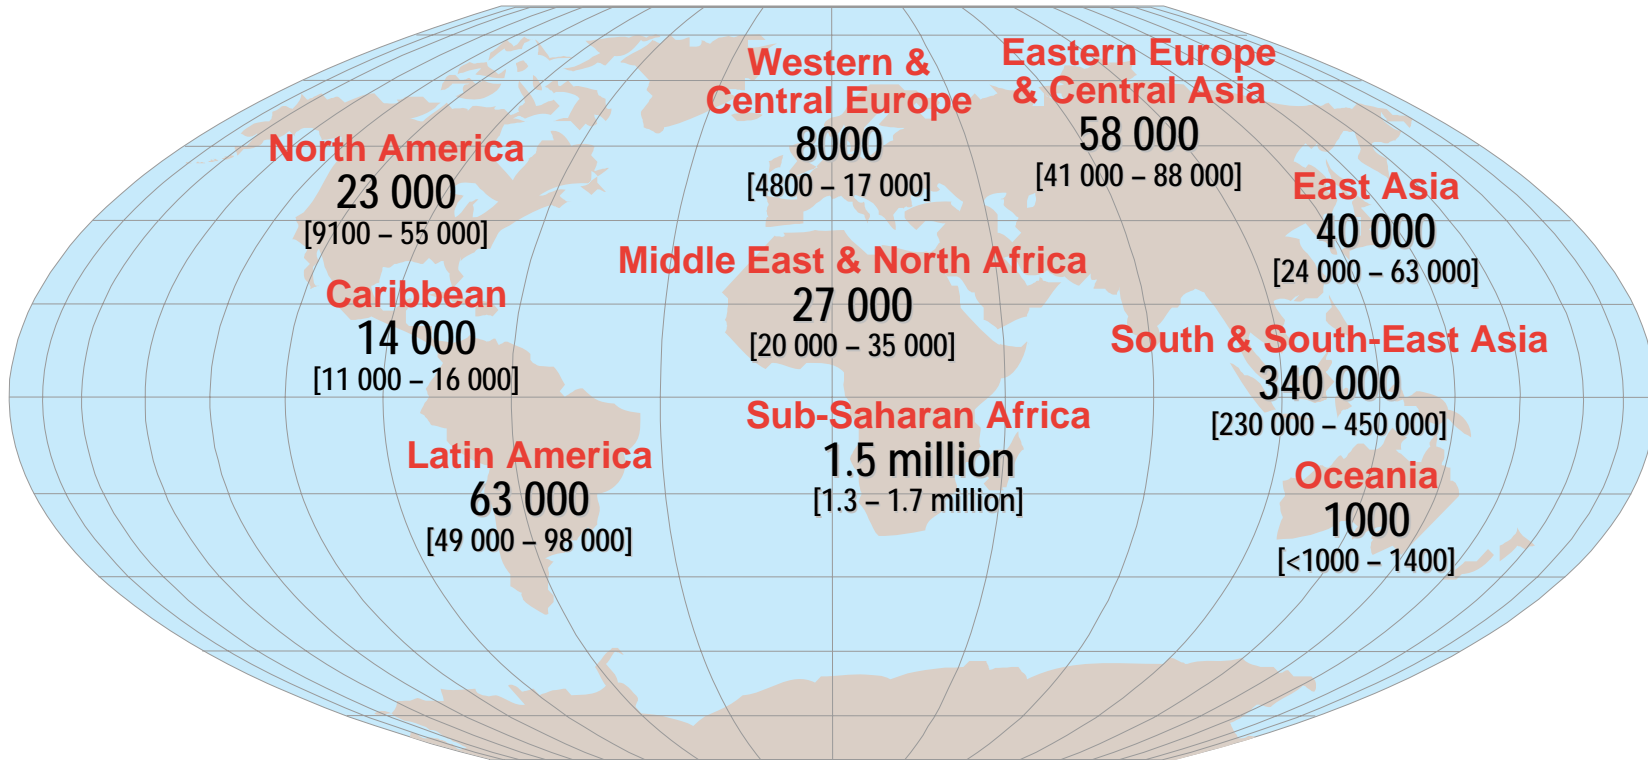 Western &
Central Europe
8000
[4800 – 17 000]
Eastern Europe
& Central Asia
58 000
[41 000 – 88 000]
North America
23 000
[9100 – 55 000]
East Asia
40 000
[24 000 – 63 000]
Middle East & North Africa
27 000
[20 000 – 35 000]
Caribbean
14 000
[11 000 – 16 000]
South & South-East Asia
340 000
[230 000 – 450 000]
Sub-Saharan Africa
1.5 million
[1.3 – 1.7 million]
Latin America
63 000
[49 000 – 98 000]
Oceania
1000
[<1000 – 1400]